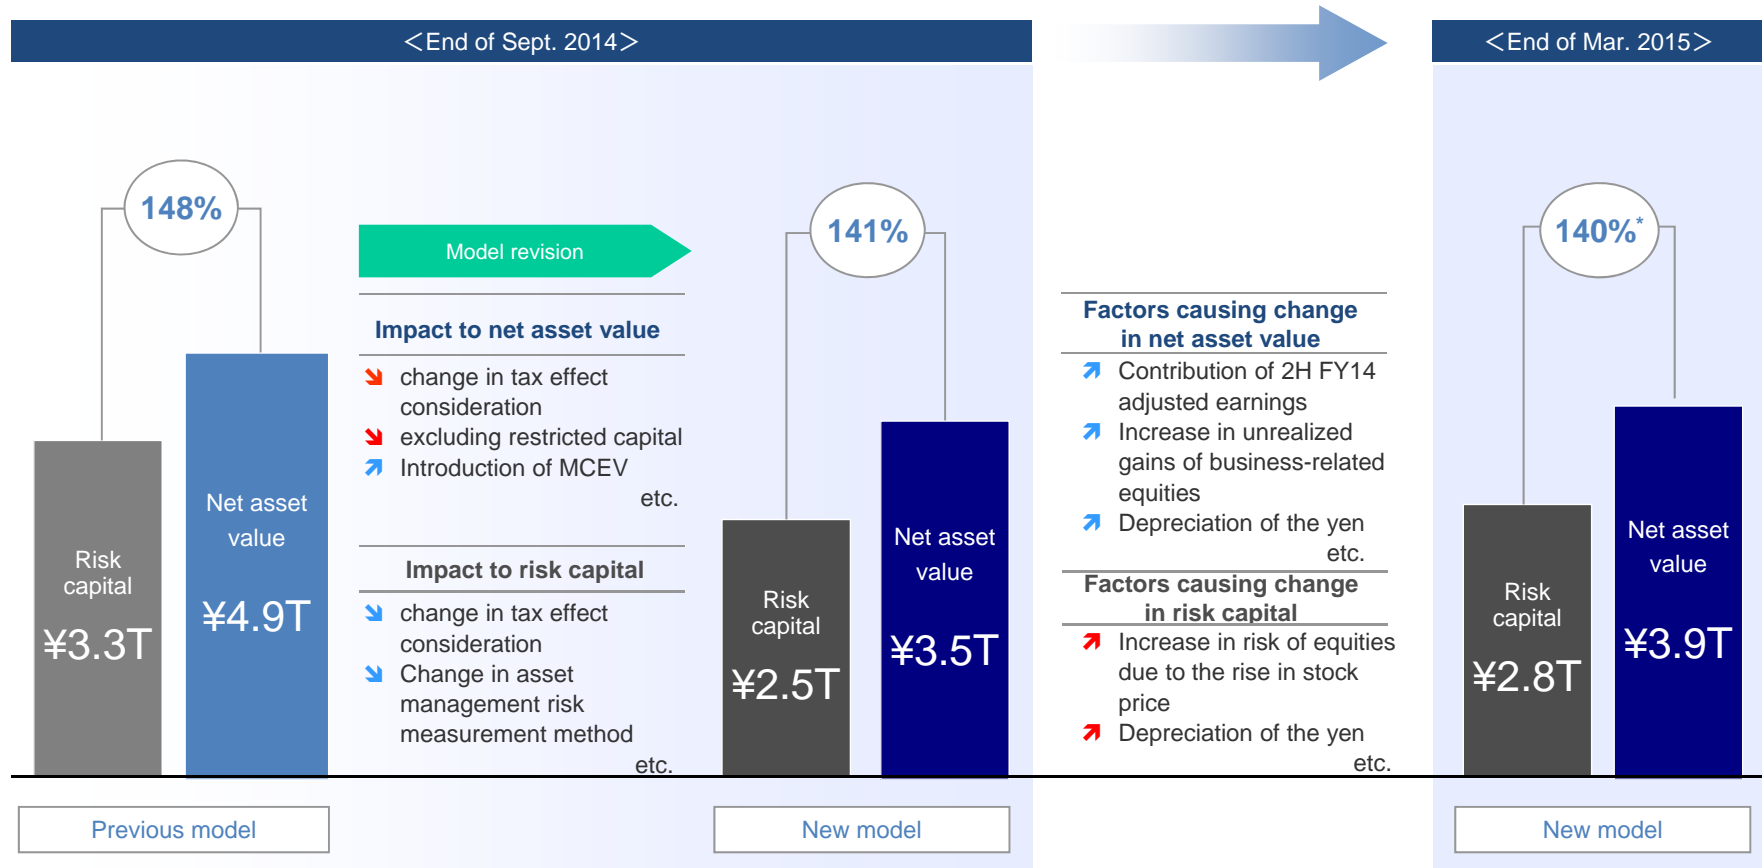 ＜End of Sept. 2014＞
＜End of Mar. 2015＞
148%
Risk
capital
¥3.3T
Net asset
value
¥4.9T
Previous model
Model revision
Impact to net asset value
change in tax effect
consideration
excluding restricted capital
Introduction of MCEV
etc.
Impact to risk capital
change in tax effect
consideration
Change in asset
management risk
measurement method
etc.
141%
Risk
capital
¥2.5T
Net asset
value
¥3.5T
New model
Factors causing change
in net asset value
Contribution of 2H FY14
adjusted earnings
Increase in unrealized
gains of business-related
equities
Depreciation of the yen
etc.
Factors causing change
in risk capital
Increase in risk of equities
due to the rise in stock
price
Depreciation of the yen
etc.
140%*
Risk
capital
¥2.8T
Net asset
value
¥3.9T
New model